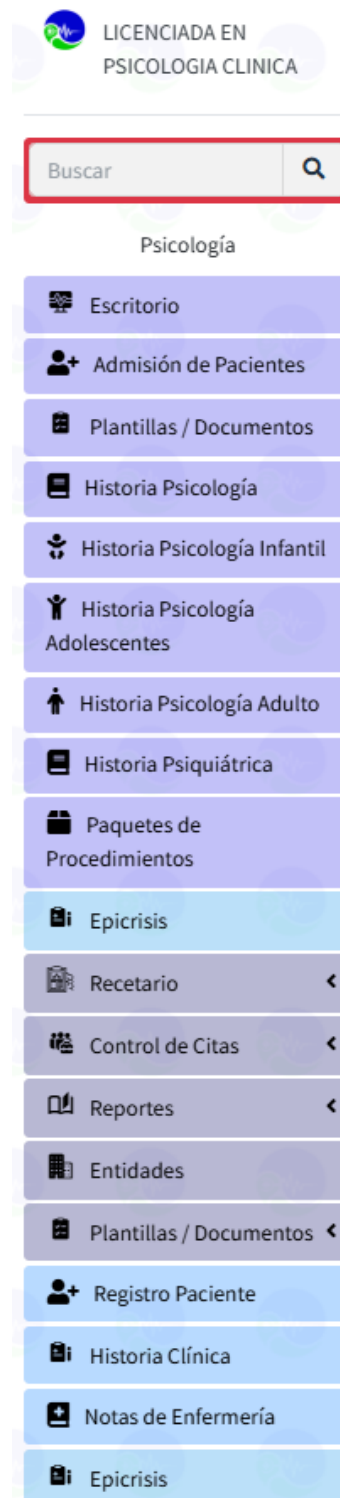 LICENCIADA EN
PSICOLOGIA CLINICA
Buscar
Psicología
Escritorio
Admisión de Pacientes
Plantillas / Documentos
Historia Psicología
Historia Psicología Infantil
Historia Psicología
Adolescentes
Historia Psicología Adulto
Historia Psiquiátrica
Paquetes de
Procedimientos
Epicrisis
Recetario
Control de Citas
Reportes
Entidades
Plantillas / Documentos
Registro Paciente
Historia Clínica
Notas de Enfermería
Epicrisis